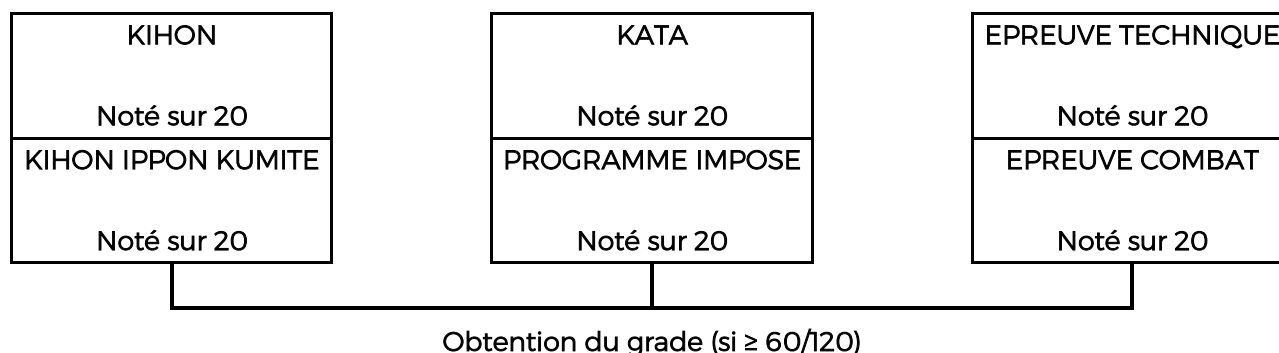 KIHON
Noté sur 20
KIHON IPPON KUMITE
Noté sur 20
KATA
Noté sur 20
PROGRAMME IMPOSE
Noté sur 20
EPREUVE TECHNIQUE
Noté sur 20
EPREUVE COMBAT
Noté sur 20
Obtention du grade (si ≥ 60/120)